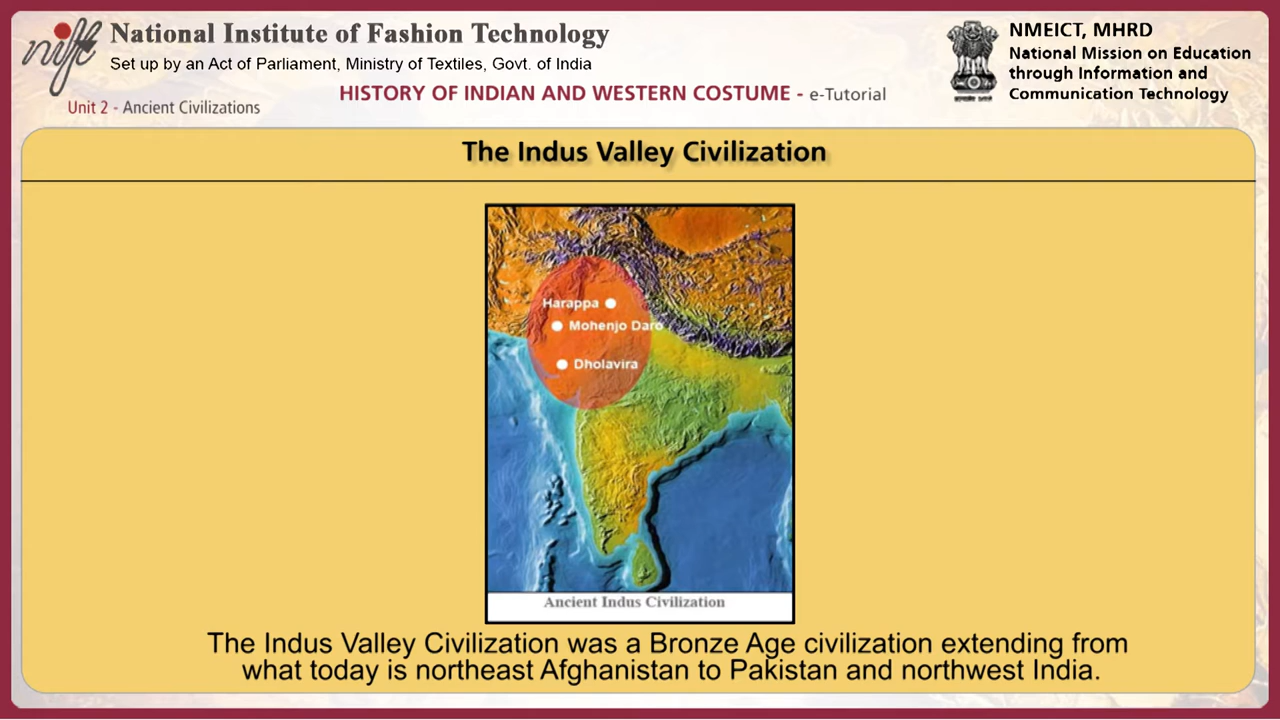 nift
National Institute of Fashion Technology
Set up by an Act of Parliament, Ministry of Textiles, Govt. of India
HISTORY OF INDIAN AND WESTERN COSTUME - e-Tutorial
Unit 2 - Ancient Civilizations
NMEICT, MHRD
National Mission on Education
through Information and
Communication Technology
The Indus Valley Civilization
Harappa
Mohenjo Daro
Dholavira
Ancient Indus Civilization
The Indus Valley Civilization was a Bronze Age civilization extending from
what today is northeast Afghanistan to Pakistan and northwest India.